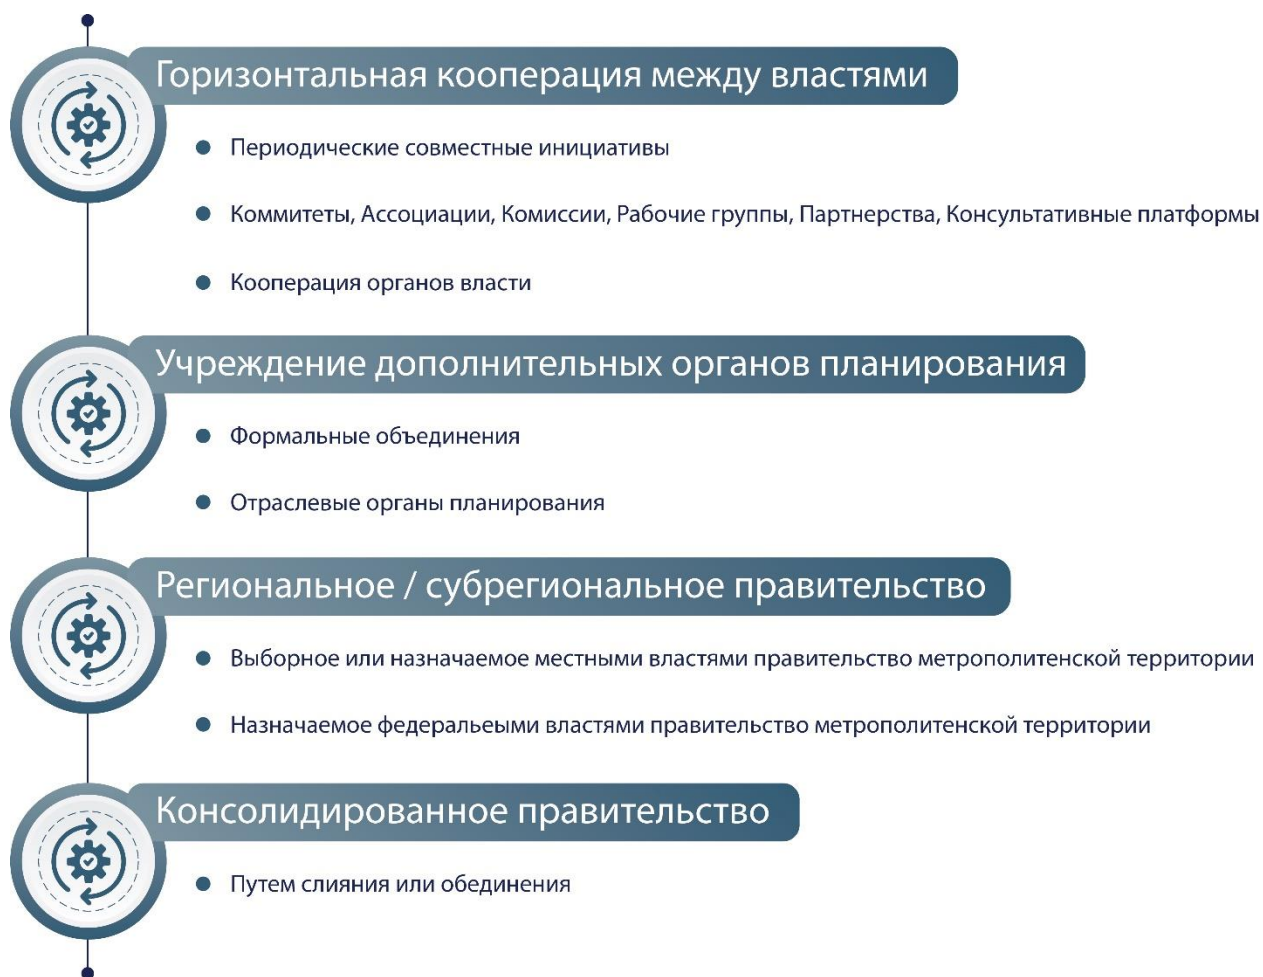 Горизонтальная кооперация между властями
Периодические совместные инициативы
Коммитеты, Ассоциации, Комиссии, Рабочие группы, Партнерства, Консультативные платформы
Кооперация органов власти
Учреждение дополнительных органов планирования
Формальные объединения
Отраслевые органы планирования
Региональное / субрегиональное правительство
Выборное или назначаемое местными властями правительство метрополитенской территории
Назначаемое федеральеыми властями правительство метрополитенской территории
Консолидированное правительство
Путем слияния или обединения